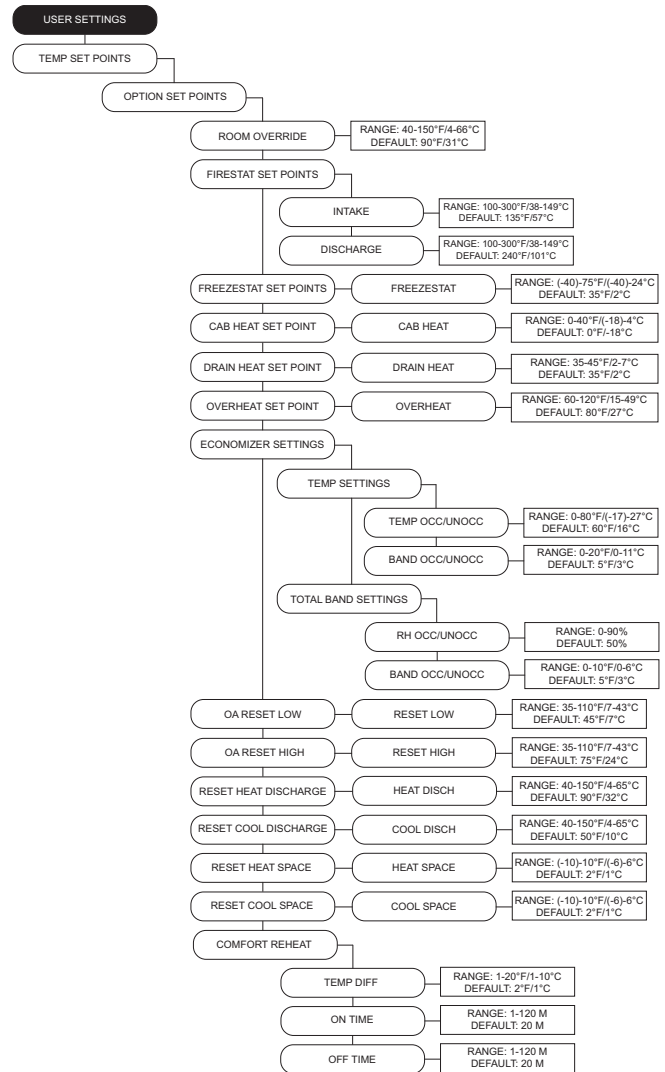 USER SETTINGS
TEMP SET POINTS
OPTION SET POINTS
ROOM OVERRIDE
RANGE: 40-150°F/4-66°C
DEFAULT: 90°F/31°C
FIRESTAT SET POINTS
INTAKE
RANGE: 100-300°F/38-149°C
DEFAULT: 135°F/57°C
DISCHARGE
RANGE: 100-300°F/38-149°C
DEFAULT: 240°F/101°C
FREEZESTAT SET POINTS
FREEZESTAT
RANGE: (-40)-75°F/(-40)-24°C
DEFAULT: 35°F/2°C
CAB HEAT SET POINT
CAB HEAT
RANGE: 0-40°F/(-18)-4°C
DEFAULT: 0°F/-18°C
DRAIN HEAT SET POINT
DRAIN HEAT
RANGE: 35-45°F/2-7°C
DEFAULT: 35°F/2°C
OVERHEAT SET POINT
OVERHEAT
RANGE: 60-120°F/15-49°C
DEFAULT: 80°F/27°C
ECONOMIZER SETTINGS
TEMP SETTINGS
TEMP OCC/UNOCC
RANGE: 0-80°F/(-17)-27°C
DEFAULT: 60°F/16°C
BAND OCC/UNOCC
RANGE: 0-20°F/0-11°C
DEFAULT: 5°F/3°C
TOTAL BAND SETTINGS
RH OCC/UNOCC
RANGE: 0-90%
DEFAULT: 50%
BAND OCC/UNOCC
RANGE: 0-10°F/0-6°C
DEFAULT: 5°F/3°C
OA RESET LOW
RESET LOW
RANGE: 35-110°F/7-43°C
DEFAULT: 45°F/7°C
OA RESET HIGH
RESET HIGH
RANGE: 35-110°F/7-43°C
DEFAULT: 75°F/24°C
RESET HEAT DISCHARGE
HEAT DISCH
RANGE: 40-150°F/4-65°C
DEFAULT: 90°F/32°C
RESET COOL DISCHARGE
COOL DISCH
RANGE: 40-150°F/4-65°C
DEFAULT: 50°F/10°C
RESET HEAT SPACE
HEAT SPACE
RANGE: (-10)-10°F/(-6)-6°C
DEFAULT: 2°F/1°C
RESET COOL SPACE
COOL SPACE
RANGE: (-10)-10°F/(-6)-6°C
DEFAULT: 2°F/1°C
COMFORT REHEAT
TEMP DIFF
RANGE: 1-20°F/1-10°C
DEFAULT: 2°F/1°C
ON TIME
RANGE: 1-120 M
DEFAULT: 20 M
OFF TIME
RANGE: 1-120 M
DEFAULT: 20 M